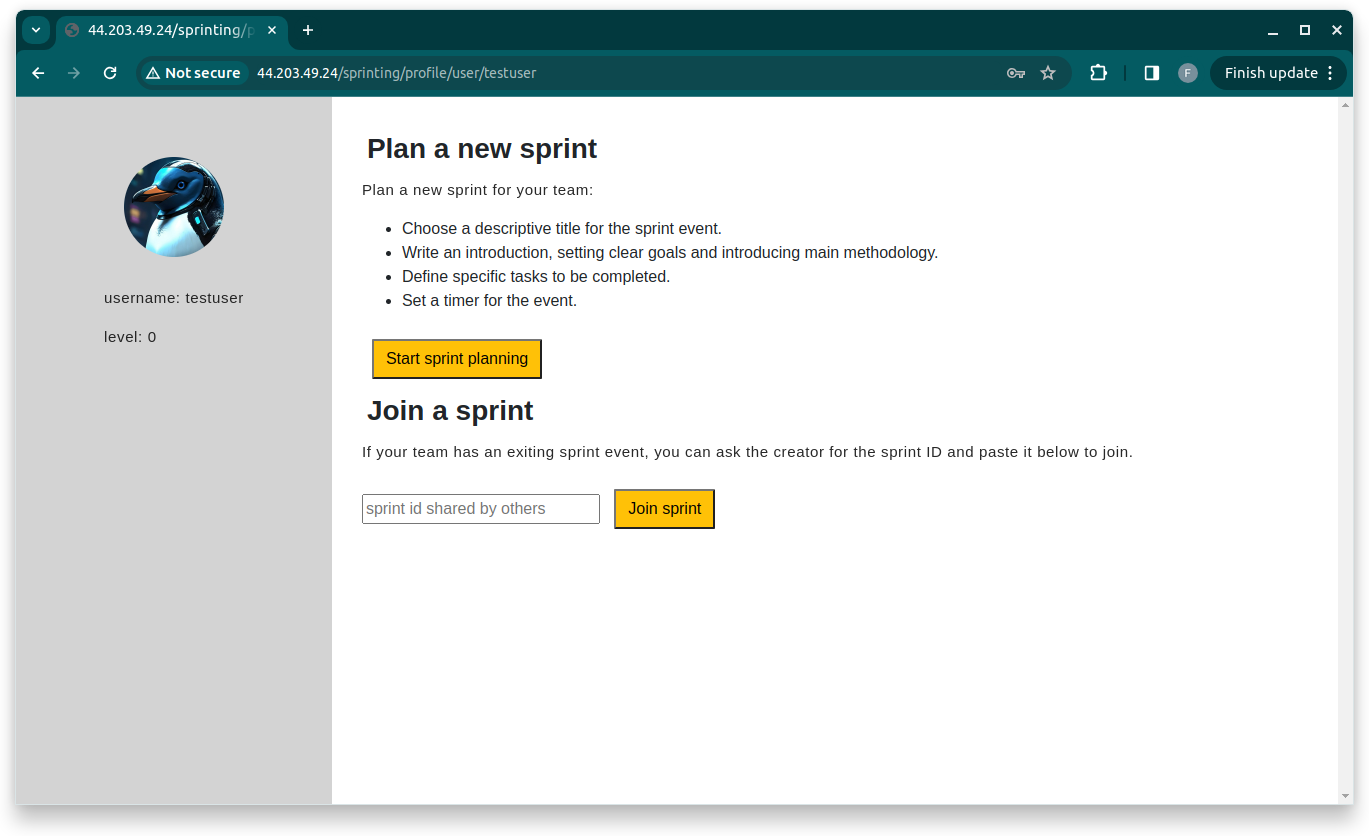 44.203.49.24/sprinting/p
Not secure
44.203.49.24/sprinting/profile/user/testuser
F
Finish update
username: testuser
level: 0
Plan a new sprint
Plan a new sprint for your team:
Choose a descriptive title for the sprint event.
Write an introduction, setting clear goals and introducing main methodology.
Define specific tasks to be completed.
Set a timer for the event.
Start sprint planning
Join a sprint
If your team has an exiting sprint event, you can ask the creator for the sprint ID and paste it below to join.
sprint id shared by others
Join sprint